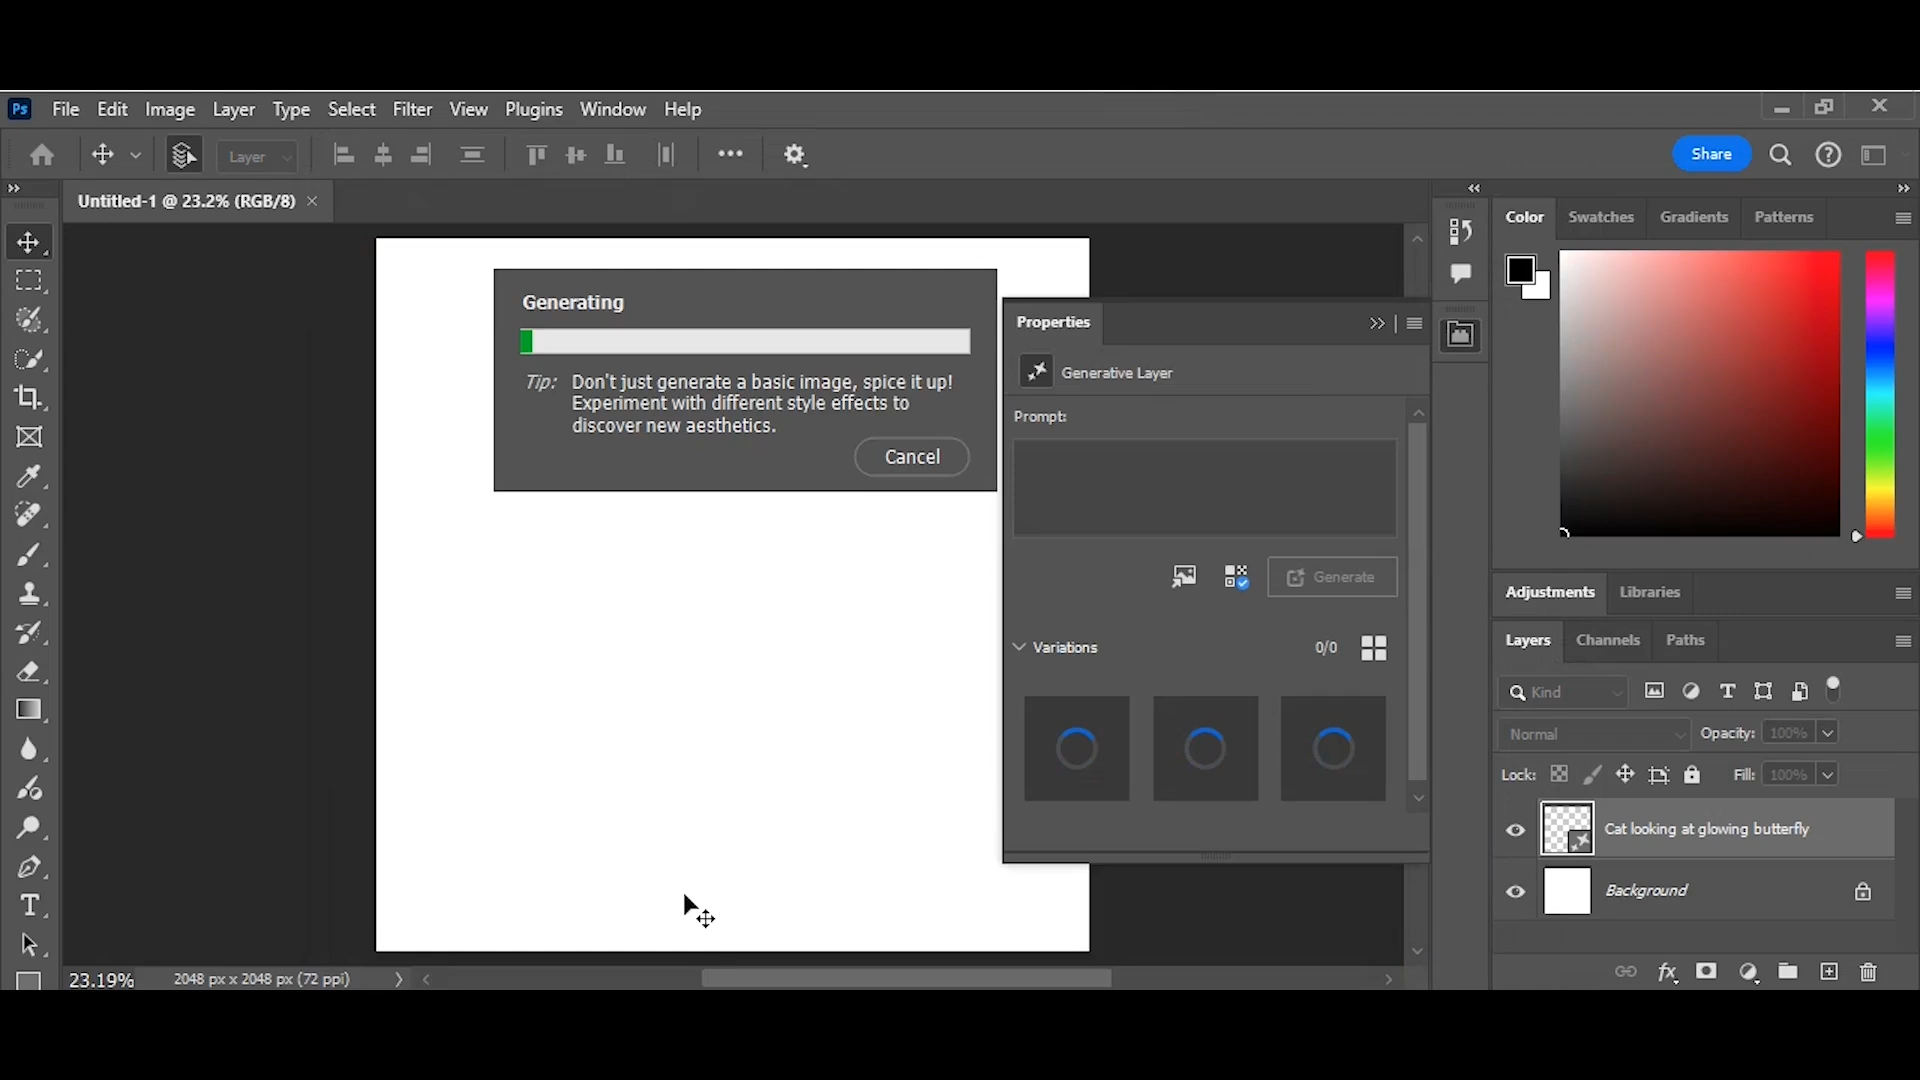 Ps File Edit Image Layer Type Select Filter View Plugins Window Help
Layer
Share
Untitled-1 @ 23.2% (RGB/8)
Color Swatches Gradients Patterns
Generating
Tip: Don't just generate a basic image, spice it up!
Experiment with different style effects to
discover new aesthetics.
Cancel
Properties
Generative Layer
Prompt:
Generate
Variations 0/0
Adjustments Libraries
Layers Channels Paths
Kind
Normal Opacity: 100%
Lock: Fill: 100%
Cat looking at glowing butterfly
Background
fx
23.19% 2048 px x 2048 px (72 ppi)